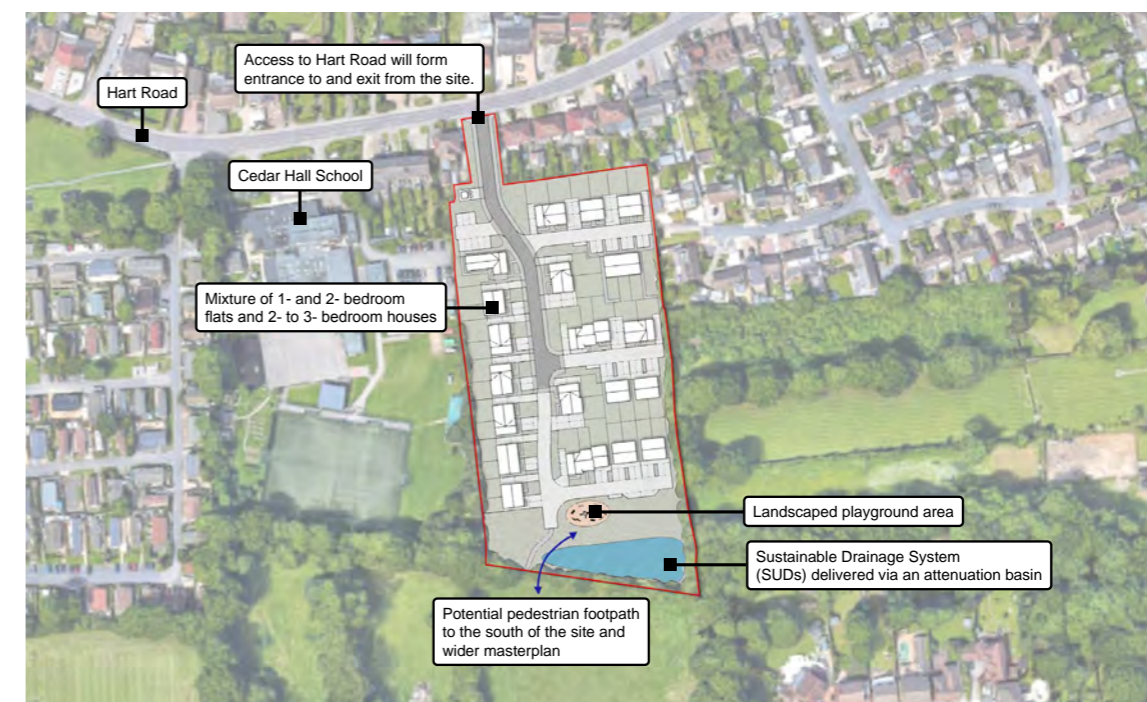 Access to Hart Road will form
entrance to and exit from the site.
Hart Road
Cedar Hall School
Mixture of 1- and 2- bedroom
flats and 2- to 3- bedroom houses
Landscaped playground area
Sustainable Drainage System
(SUDs) delivered via an attenuation basin
Potential pedestrian footpath
to the south of the site and
wider masterplan